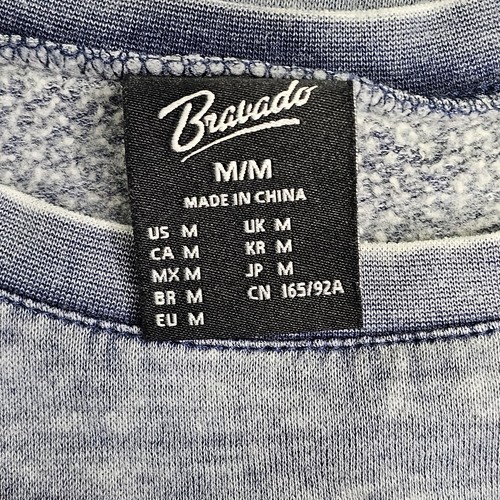 Bravado
M/M
MADE IN CHINA
US M UK M
CA M KR M
MX M JP M
BR M CN 165/92A
EU M